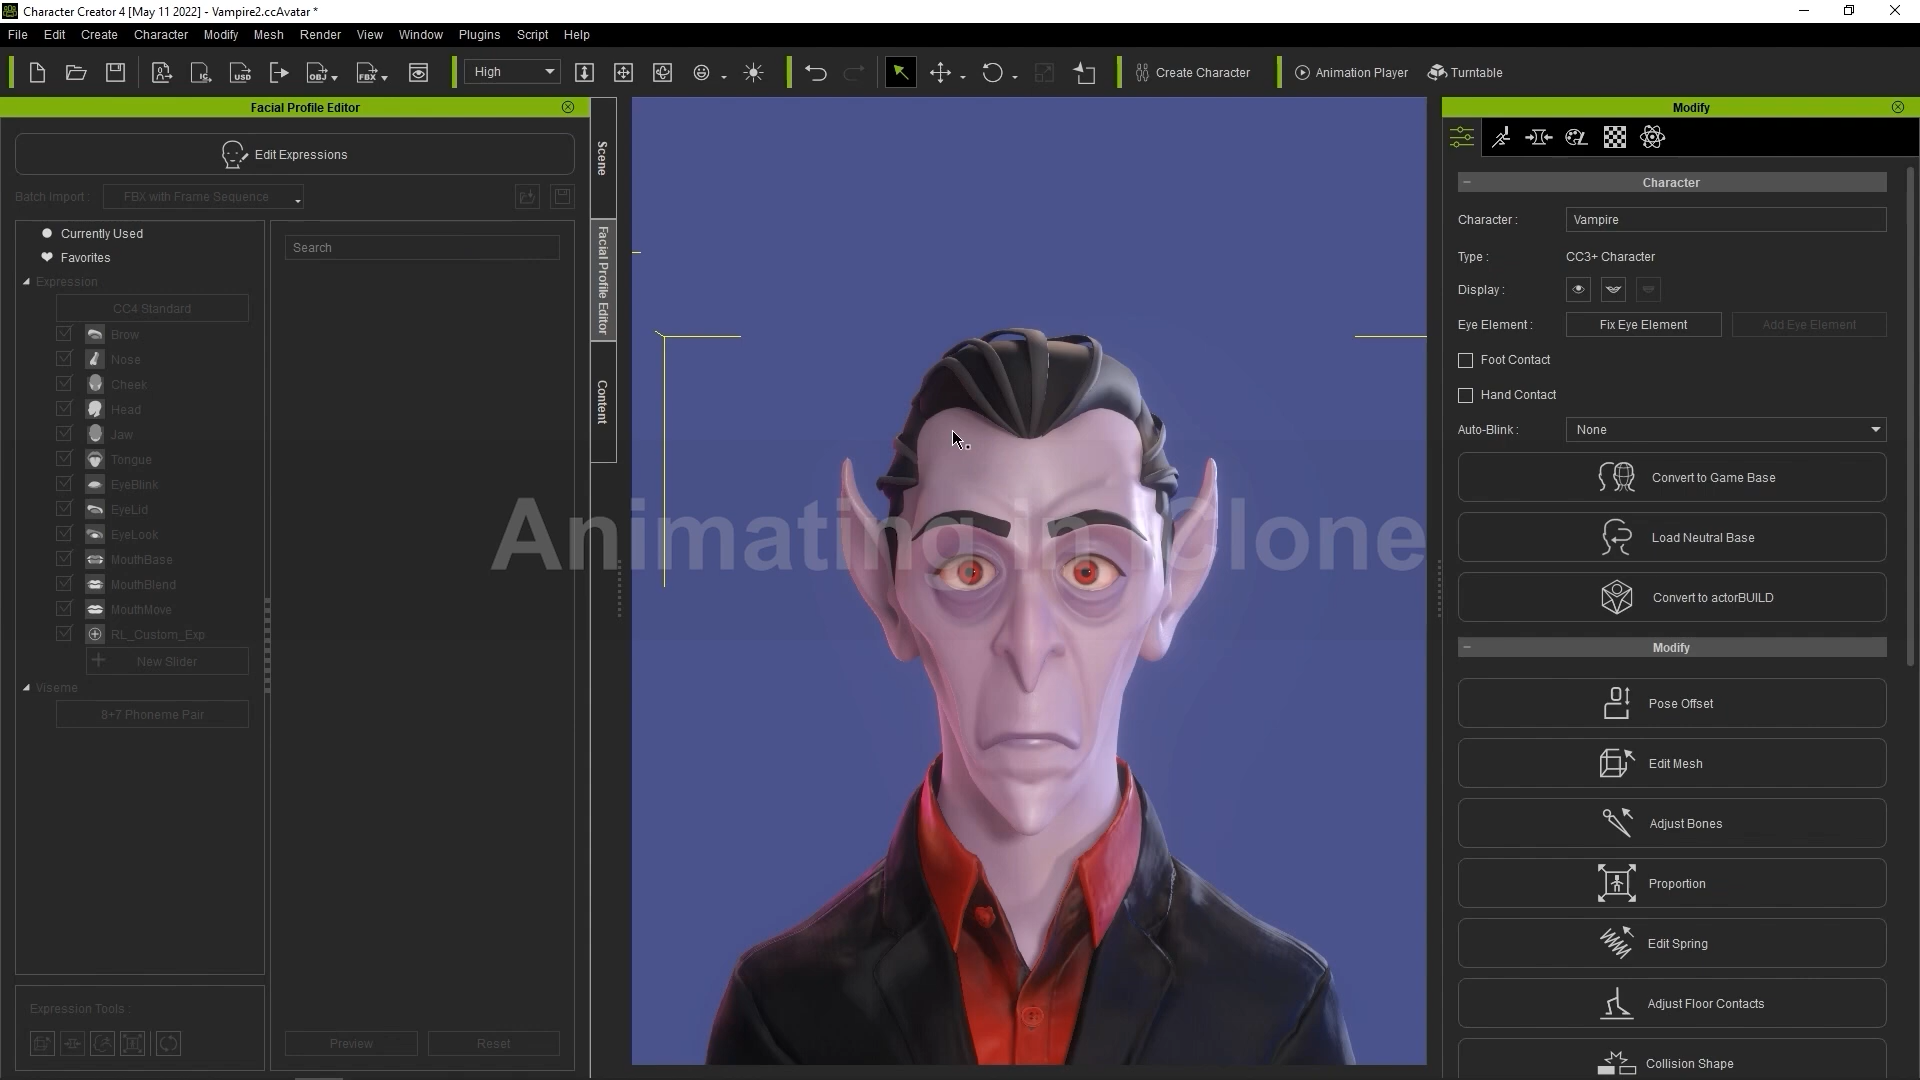 Character Creator 4 [May 11 2022] - Vampire2.ccAvatar *
File Edit Create Character Modify Mesh Render View Window Plugins Script Help
IC USD OBJ FBX High Create Character Animation Player Turntable
Facial Profile Editor
Edit Expressions
Batch Import : FBX with Frame Sequence
Currently Used
Favorites
Search
Expression
CC4 Standard
Brow
Nose
Cheek
Head
Jaw
Tongue
EyeBlink
EyeLid
EyeLook
MouthBase
MouthBlend
MouthMove
RL_Custom_Exp
New Slider
Viseme
8+7 Phoneme Pair
Expression Tools :
Preview Reset
Scene
Facial Profile Editor
Content
Animating in iClone
Modify
Character
Character : Vampire
Type : CC3+ Character
Display :
Eye Element : Fix Eye Element Add Eye Element
Foot Contact
Hand Contact
Auto-Blink : None
Convert to Game Base
Load Neutral Base
Convert to actorBUILD
Modify
Pose Offset
Edit Mesh
Adjust Bones
Proportion
Edit Spring
Adjust Floor Contacts
Collision Shape